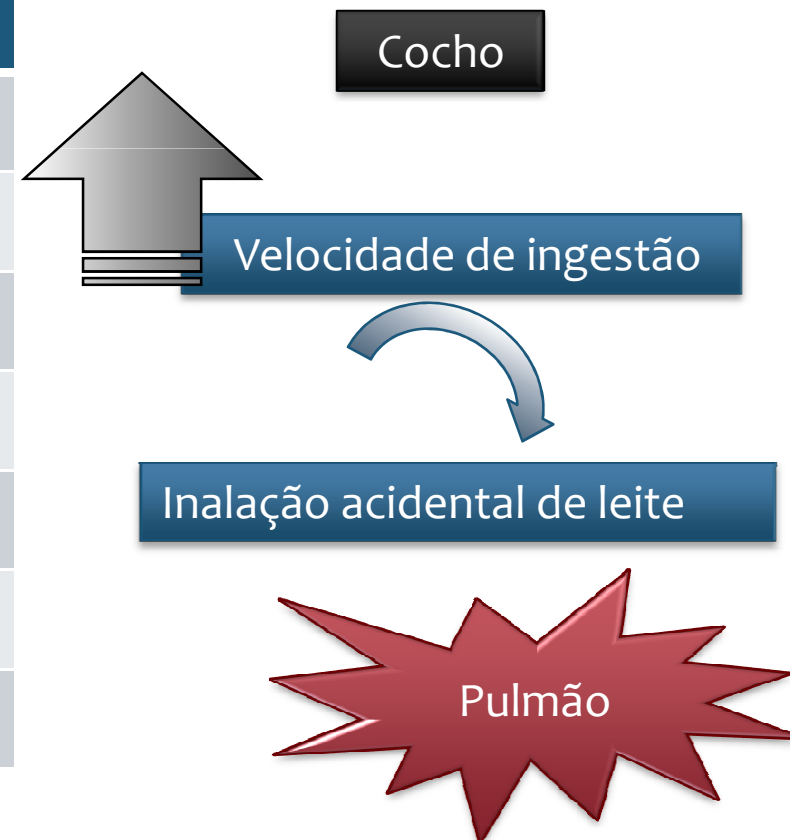 Cocho
Velocidade de ingestão
Inalação acidental de leite
Pulmão